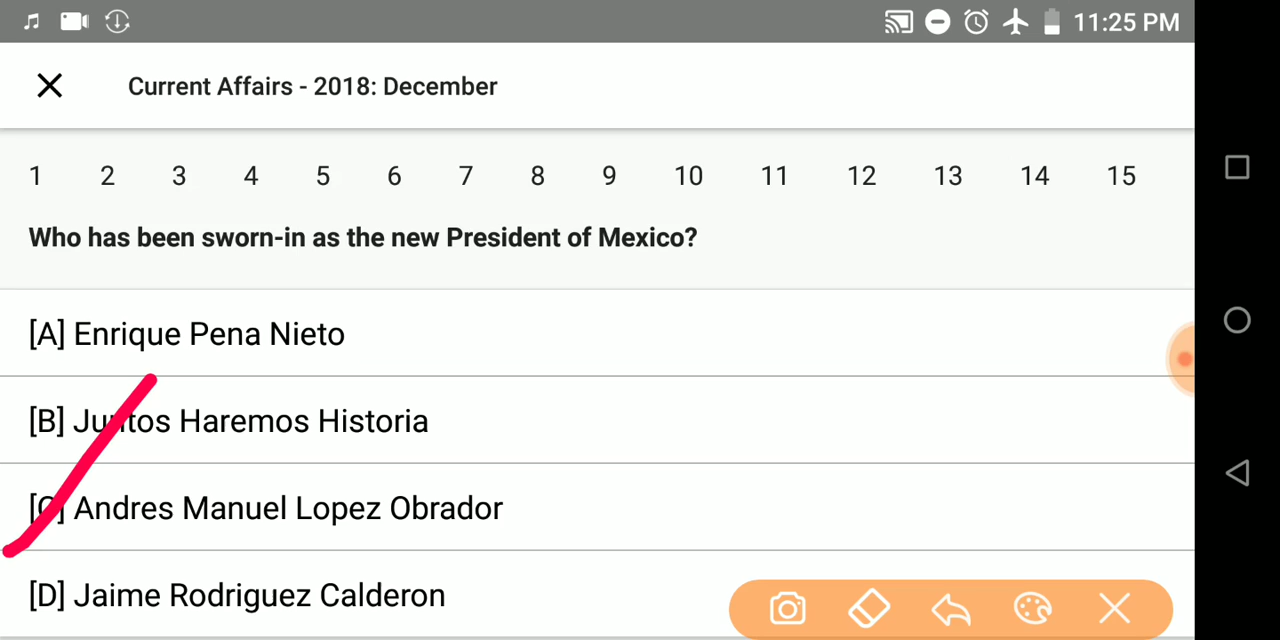 11:25 PM
Current Affairs - 2018: December
1 2 3 4 5 6 7 8 9 10 11 12 13 14 15
Who has been sworn-in as the new President of Mexico?
[A] Enrique Pena Nieto
[B] Juntos Haremos Historia
[C] Andres Manuel Lopez Obrador
[D] Jaime Rodriguez Calderon